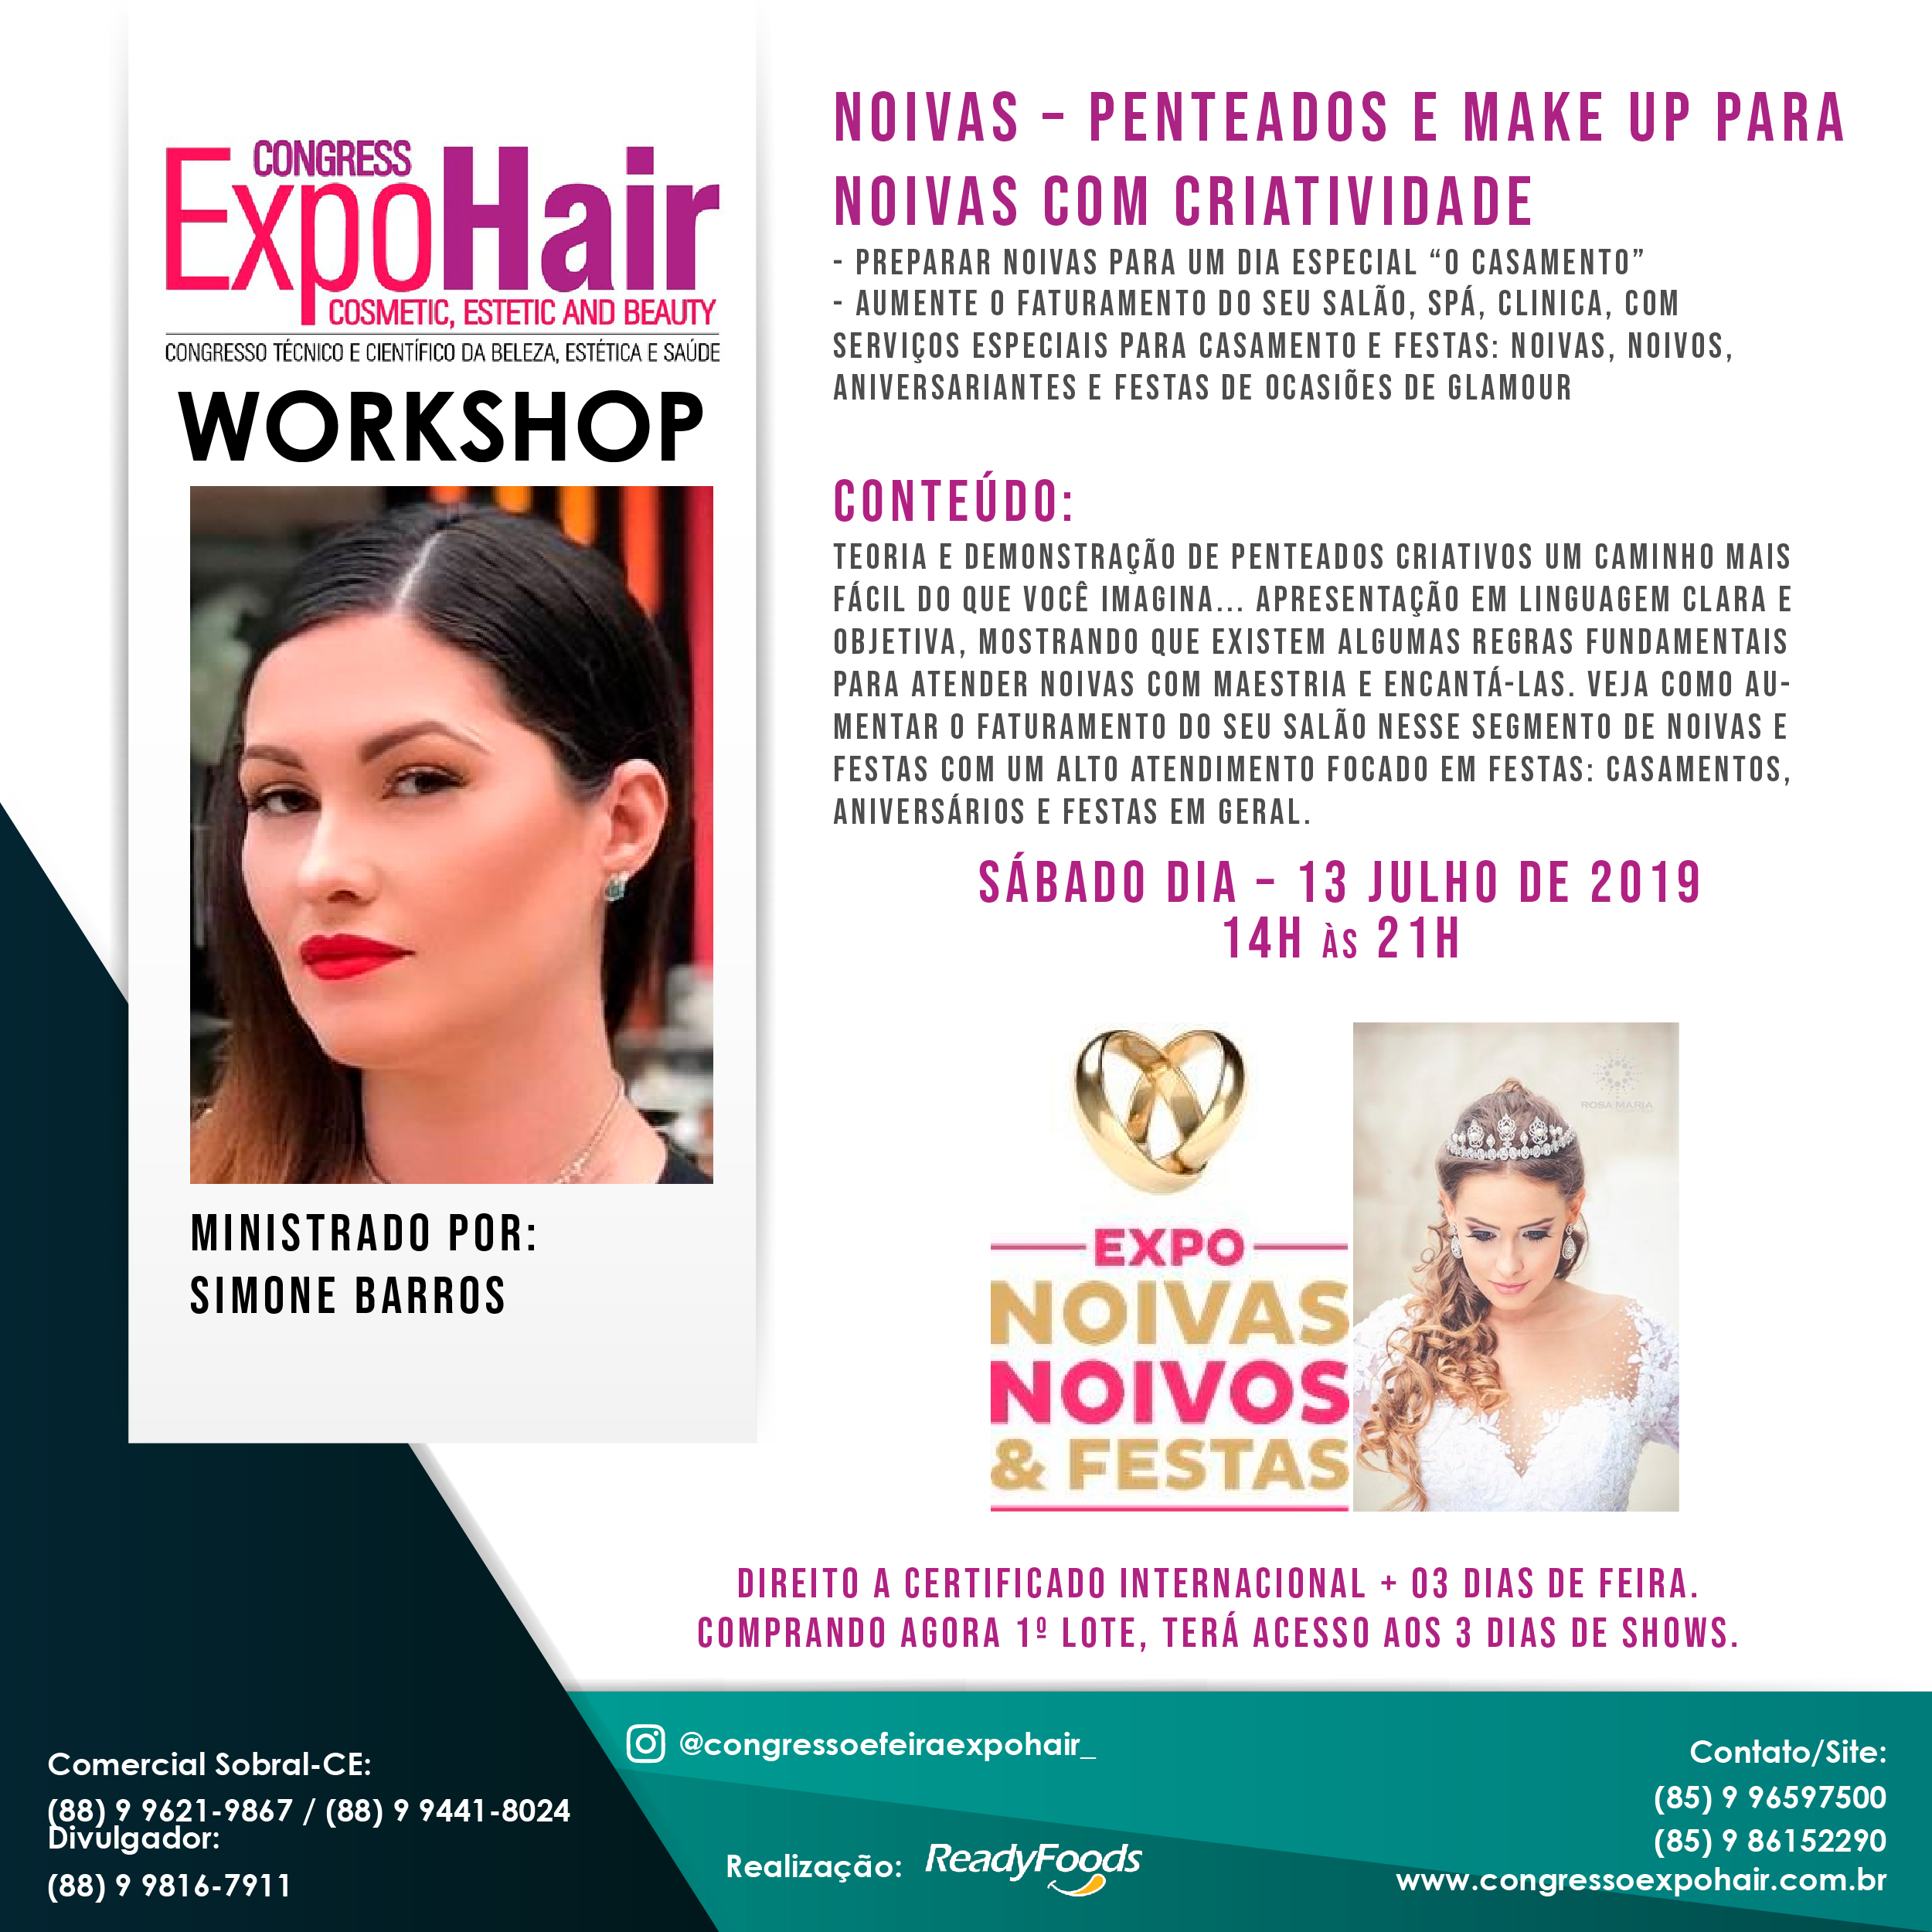 CONGRESS
ExpoHair
COSMETIC, ESTETIC AND BEAUTY
CONGRESSO TÉCNICO E CIENTÍFICO DA BELEZA, ESTÉTICA E SAÚDE
WORKSHOP
MINISTRADO POR:
SIMONE BARROS
NOIVAS – PENTEADOS E MAKE UP PARA
NOIVAS COM CRIATIVIDADE
- PREPARAR NOIVAS PARA UM DIA ESPECIAL “O CASAMENTO”
- AUMENTE O FATURAMENTO DO SEU SALÃO, SPÁ, CLINICA, COM
SERVIÇOS ESPECIAIS PARA CASAMENTO E FESTAS: NOIVAS, NOIVOS,
ANIVERSARIANTES E FESTAS DE OCASIÕES DE GLAMOUR
CONTEÚDO:
TEORIA E DEMONSTRAÇÃO DE PENTEADOS CRIATIVOS UM CAMINHO MAIS
FÁCIL DO QUE VOCÊ IMAGINA... APRESENTAÇÃO EM LINGUAGEM CLARA E
OBJETIVA, MOSTRANDO QUE EXISTEM ALGUMAS REGRAS FUNDAMENTAIS
PARA ATENDER NOIVAS COM MAESTRIA E ENCANTÁ-LAS. VEJA COMO AU-
MENTAR O FATURAMENTO DO SEU SALÃO NESSE SEGMENTO DE NOIVAS E
FESTAS COM UM ALTO ATENDIMENTO FOCADO EM FESTAS: CASAMENTOS,
ANIVERSÁRIOS E FESTAS EM GERAL.
SÁBADO DIA – 13 JULHO DE 2019
14H ÀS 21H
EXPO
NOIVAS
NOIVOS
& FESTAS
ROSA MARIA
DIREITO A CERTIFICADO INTERNACIONAL + 03 DIAS DE FEIRA.
COMPRANDO AGORA 1º LOTE, TERÁ ACESSO AOS 3 DIAS DE SHOWS.
Comercial Sobral-CE:
(88) 9 9621-9867 / (88) 9 9441-8024
Divulgador:
(88) 9 9816-7911
@congressoefeiraexpohair_
Realização: ReadyFoods
Contato/Site:
(85) 9 96597500
(85) 9 86152290
www.congressoexpohair.com.br